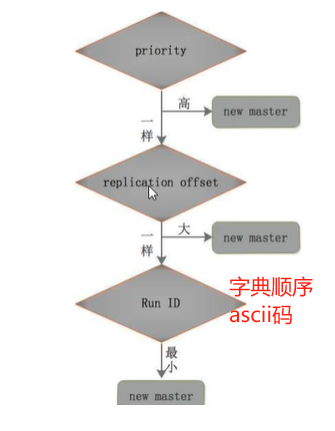 priority
高
new master
一样
replication offset
大
new master
一样
Run ID
字典顺序
ascii码
最小
new master